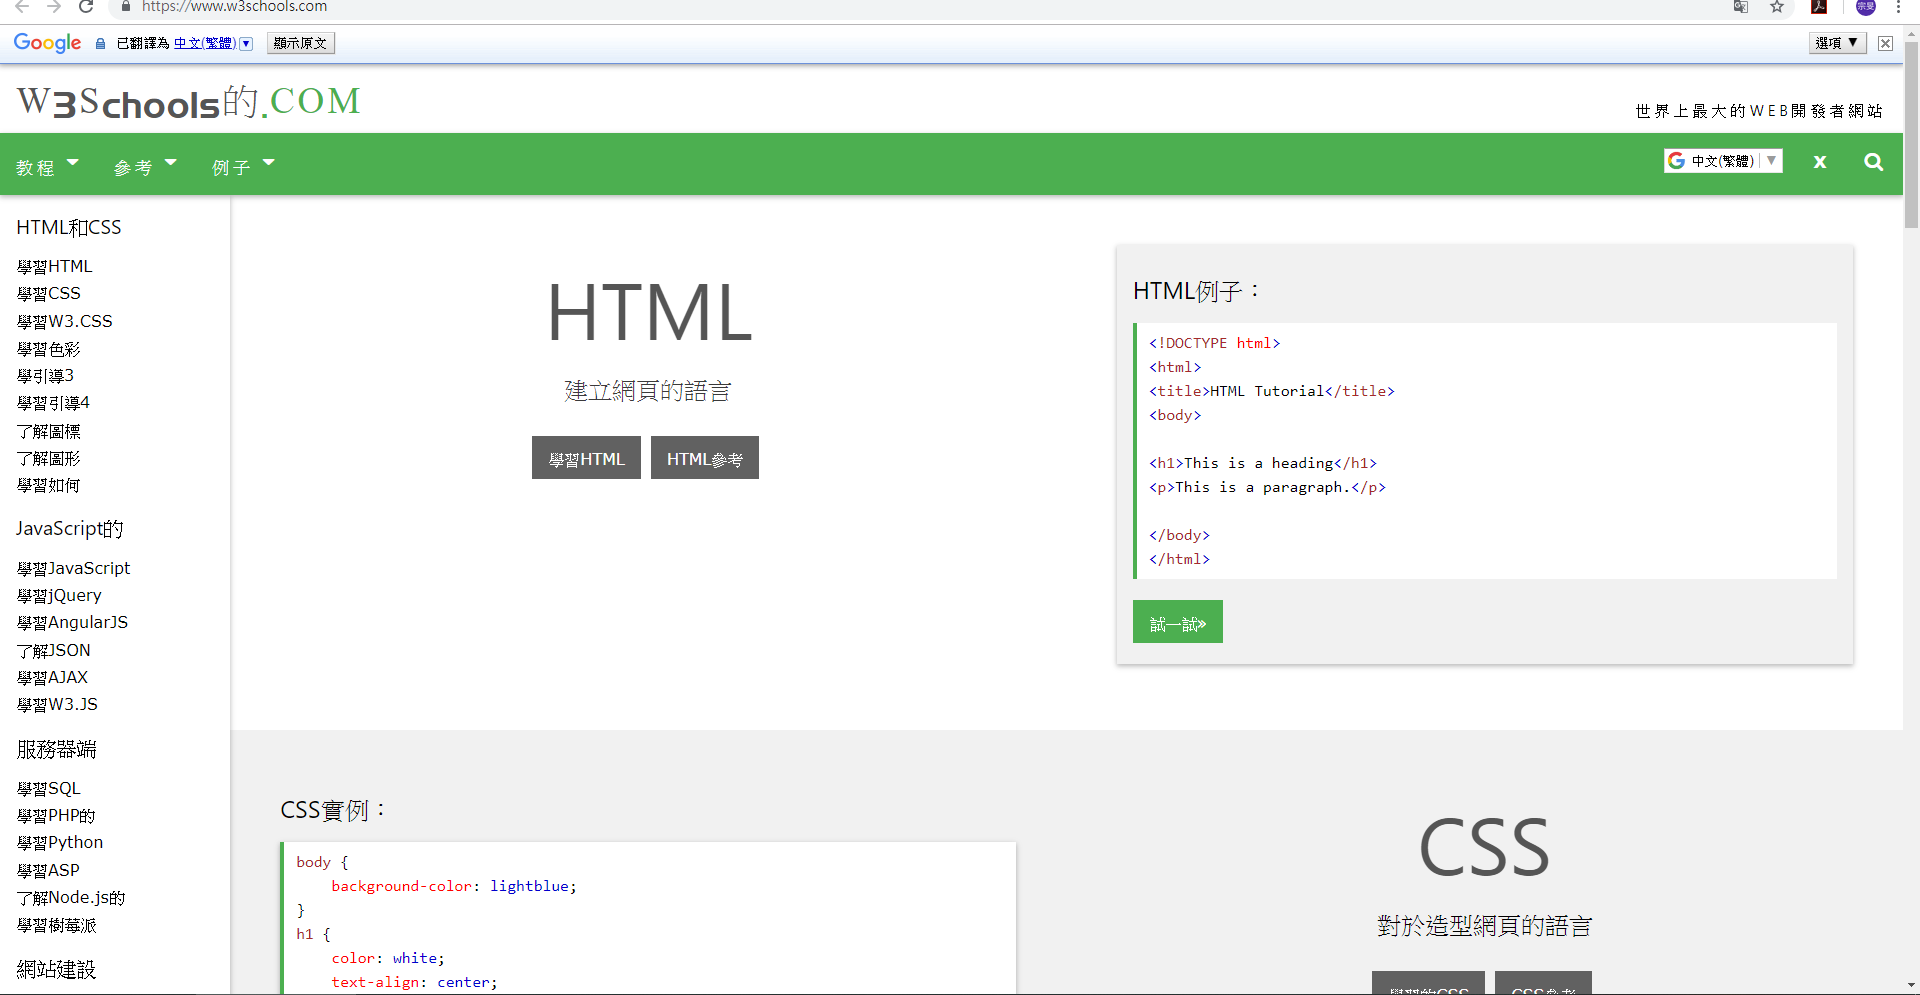 https://www.w3schools.com
宗旻
Google 已翻譯為 中文(繁體) 顯示原文 選項 ▼
W3Schools的.COM
世界上最大的WEB開發者網站
教程 參考 例子
中文(繁體) ▼ x
HTML和CSS
學習HTML
學習CSS
學習W3.CSS
學習色彩
學引導3
學習引導4
了解圖標
了解圖形
學習如何
JavaScript的
學習JavaScript
學習jQuery
學習AngularJS
了解JSON
學習AJAX
學習W3.JS
服務器端
學習SQL
學習PHP的
學習Python
學習ASP
了解Node.js的
學習樹莓派
網站建設
HTML
建立網頁的語言
學習HTML HTML參考
HTML例子：
<!DOCTYPE html>
<html>
<title>HTML Tutorial</title>
<body>
<h1>This is a heading</h1>
<p>This is a paragraph.</p>
</body>
</html>
試一試»
CSS實例：
body {
background-color: lightblue;
}
h1 {
color: white;
text-align: center;
CSS
對於造型網頁的語言
學習的CSS CSS參考